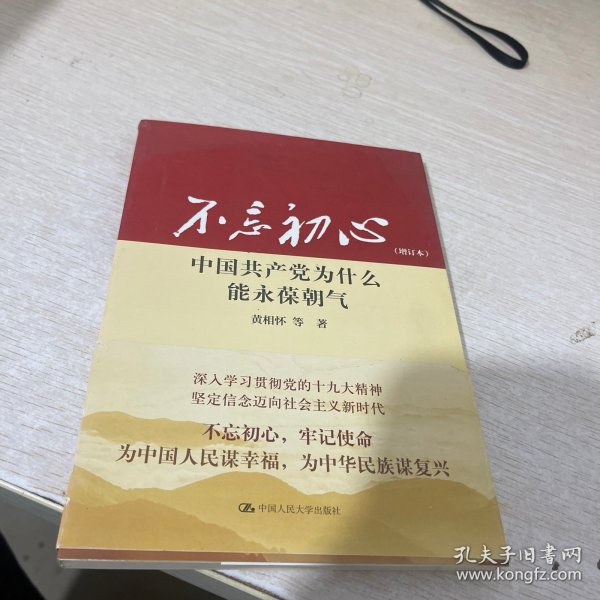 不忘初心
（增订本）
中国共产党为什么
能永葆朝气
黄相怀 等 著
深入学习贯彻党的十九大精神
坚定信念迈向社会主义新时代
不忘初心，牢记使命
为中国人民谋幸福，为中华民族谋复兴
中国人民大学出版社
孔夫子旧书网
www.kongfz.com